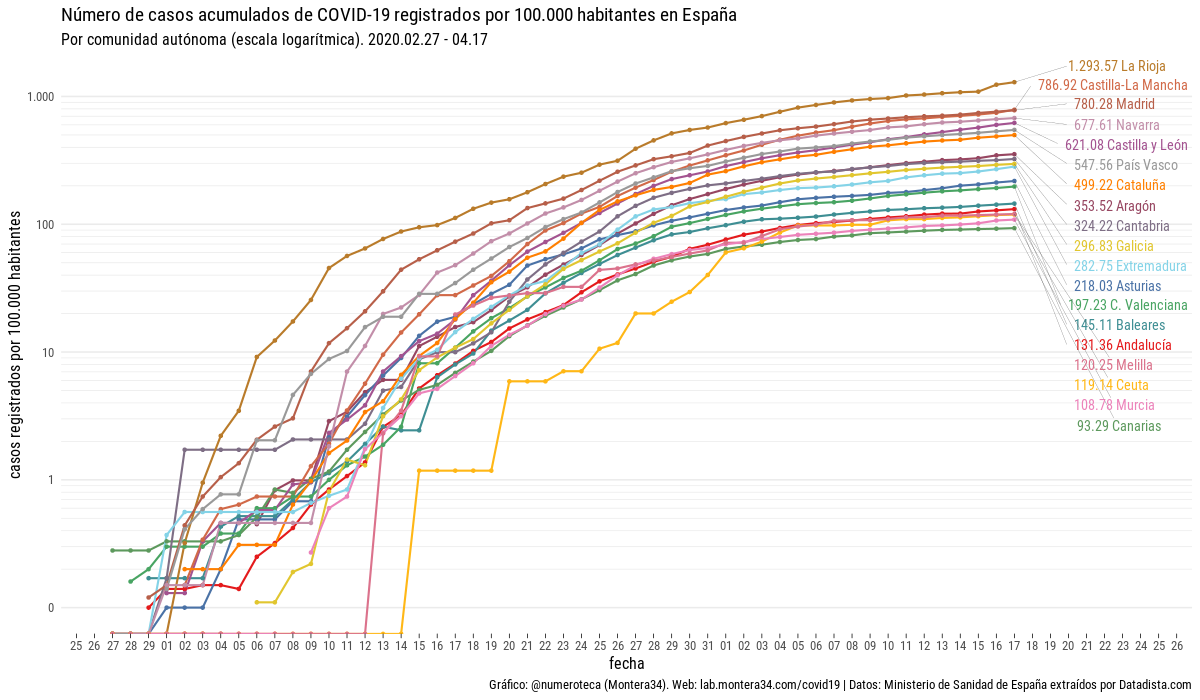 Número de casos acumulados de COVID-19 registrados por 100.000 habitantes en España
Por comunidad autónoma (escala logarítmica). 2020.02.27 - 04.17
casos registrados por 100.000 habitantes
1.000
100
10
1
0
1.293.57 La Rioja
786.92 Castilla-La Mancha
780.28 Madrid
677.61 Navarra
621.08 Castilla y León
547.56 País Vasco
499.22 Cataluña
353.52 Aragón
324.22 Cantabria
296.83 Galicia
282.75 Extremadura
218.03 Asturias
197.23 C. Valenciana
145.11 Baleares
131.36 Andalucía
120.25 Melilla
119.14 Ceuta
108.78 Murcia
93.29 Canarias
25 26 27 28 29 01 02 03 04 05 06 07 08 09 10 11 12 13 14 15 16 17 18 19 20 21 22 23 24 25 26 27 28 29 30 31 01 02 03 04 05 06 07 08 09 10 11 12 13 14 15 16 17 18 19 20 21 22 23 24 25 26
fecha
Gráfico: @numeroteca (Montera34). Web: lab.montera34.com/covid19 | Datos: Ministerio de Sanidad de España extraídos por Datadista.com